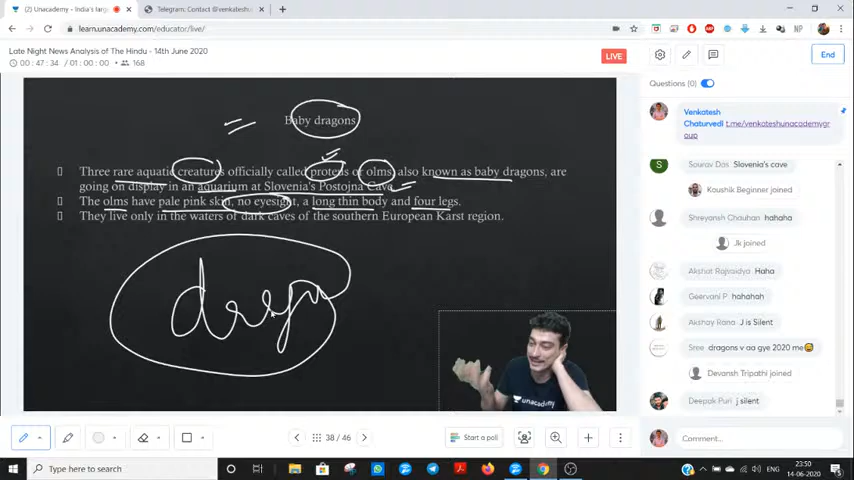 (2) Unacademy - India's larg
Telegram: Contact @venkateshun
learn.unacademy.com/educator/live/
NP
Late Night News Analysis of The Hindu - 14th June 2020
00 : 47 : 34 / 01 : 00 : 00 • 168
LIVE
End
Baby dragons
Three rare aquatic creatures officially called proteus or olms also known as baby dragons, are
going on display in an aquarium at Slovenia's Postojna Cave
The olms have pale pink skin, no eyesight, a long thin body and four legs.
They live only in the waters of dark caves of the southern European Karst region.
unacademy
Questions (0)
Venkatesh
Chaturvedi t.me/venkateshunacademygr
oup
S Sourav Das Slovenia's cave
Koushik Beginner joined
Shreyansh Chauhan hahaha
Jk joined
Akshat Rajvaidya Haha
Geervani P hahahah
Akshay Rana J is Silent
Sree dragons v aa gye 2020 me😅
Devansh Tripathi joined
Deepak Puri j silent
38 / 46
Start a poll
Comment...
Type here to search
ENG
23:50
14-06-2020